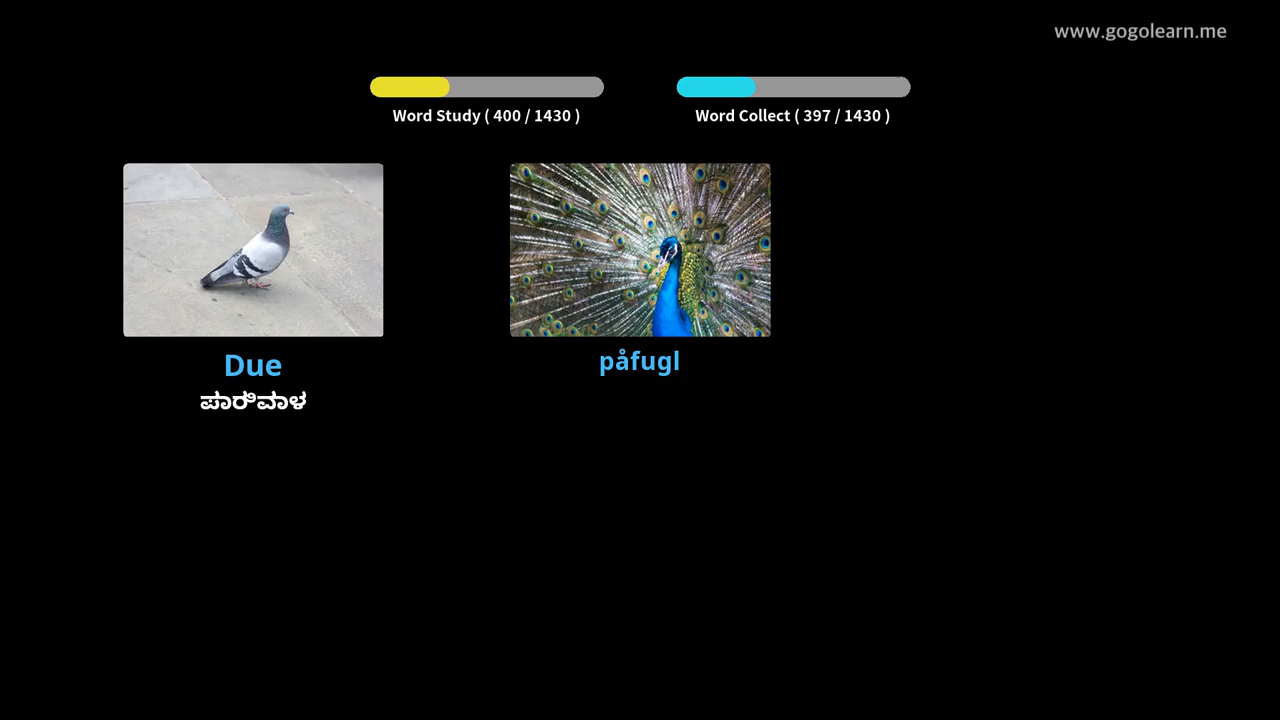 www.gogolearn.me
Word Study ( 400 / 1430 )
Word Collect ( 397 / 1430 )
Due
ಪಾರಿವಾಳ
påfugl